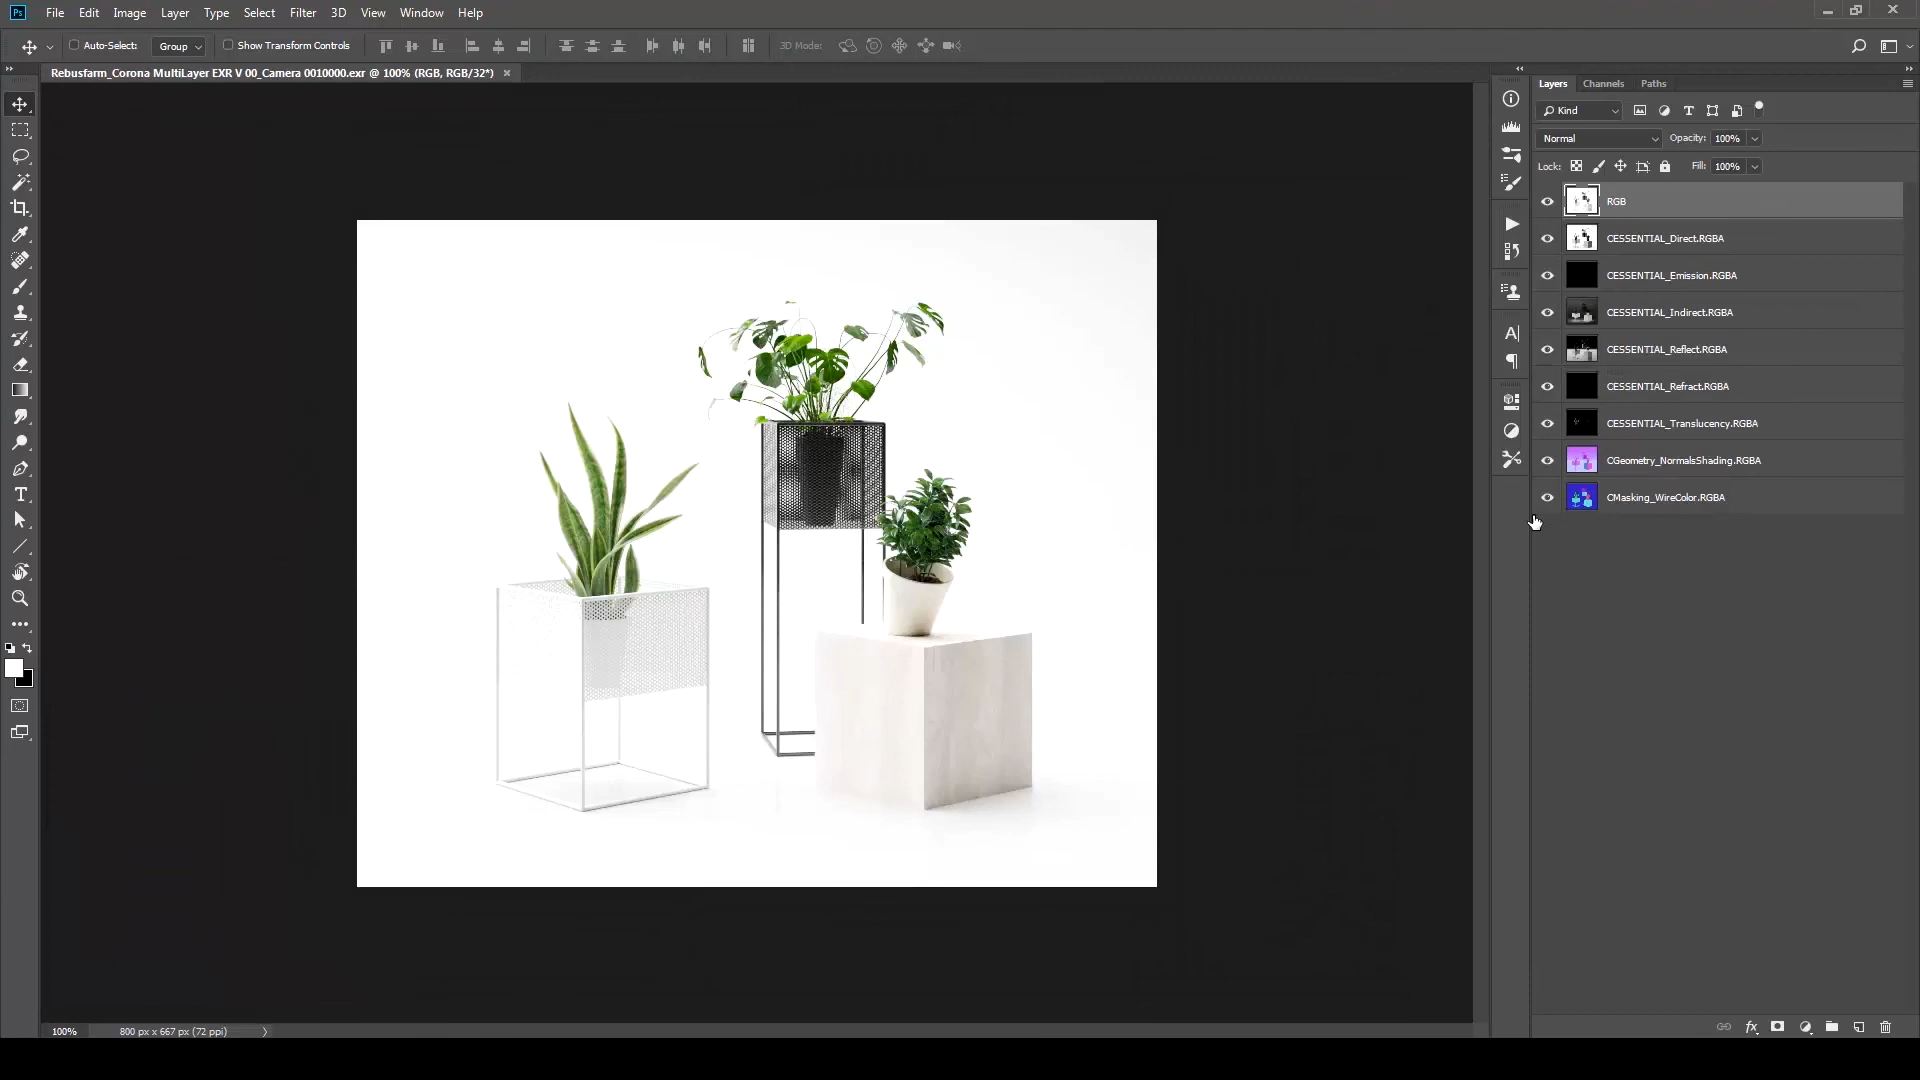 Ps File Edit Image Layer Type Select Filter 3D View Window Help
Auto-Select: Group Show Transform Controls 3D Mode:
Rebusfarm_Corona MultiLayer EXR V 00_Camera 0010000.exr @ 100% (RGB, RGB/32*) ×
Layers Channels Paths
Kind
Normal Opacity: 100%
Lock: Fill: 100%
RGB
CESSENTIAL_Direct.RGBA
CESSENTIAL_Emission.RGBA
CESSENTIAL_Indirect.RGBA
CESSENTIAL_Reflect.RGBA
CESSENTIAL_Refract.RGBA
CESSENTIAL_Translucency.RGBA
CGeometry_NormalsShading.RGBA
CMasking_WireColor.RGBA
100% 800 px x 667 px (72 ppi)